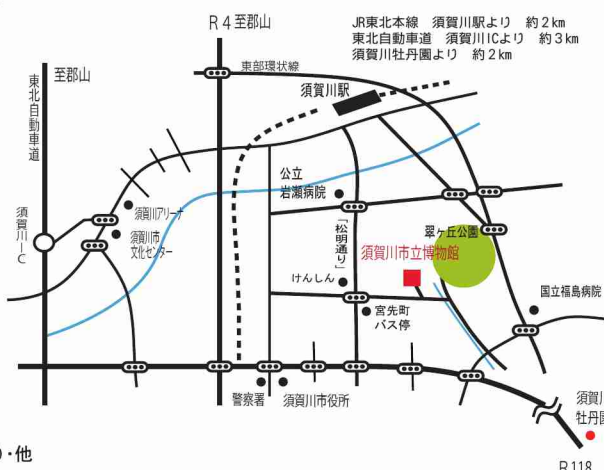 R4至郡山
JR東北本線 須賀川駅より 約2km
東北自動車道 須賀川ICより 約3km
須賀川牡丹園より 約2km
至郡山
東部環状線
須賀川駅
東北自動車道
公立
岩瀬病院
須賀川アリーナ
須賀川市
文化センター
須賀川IC
「松明通り」
翠ヶ丘公園
須賀川市立博物館
けんしん
宮先町
バス停
国立福島病院
警察署
須賀川市役所
須賀川
牡丹園
・他
R118